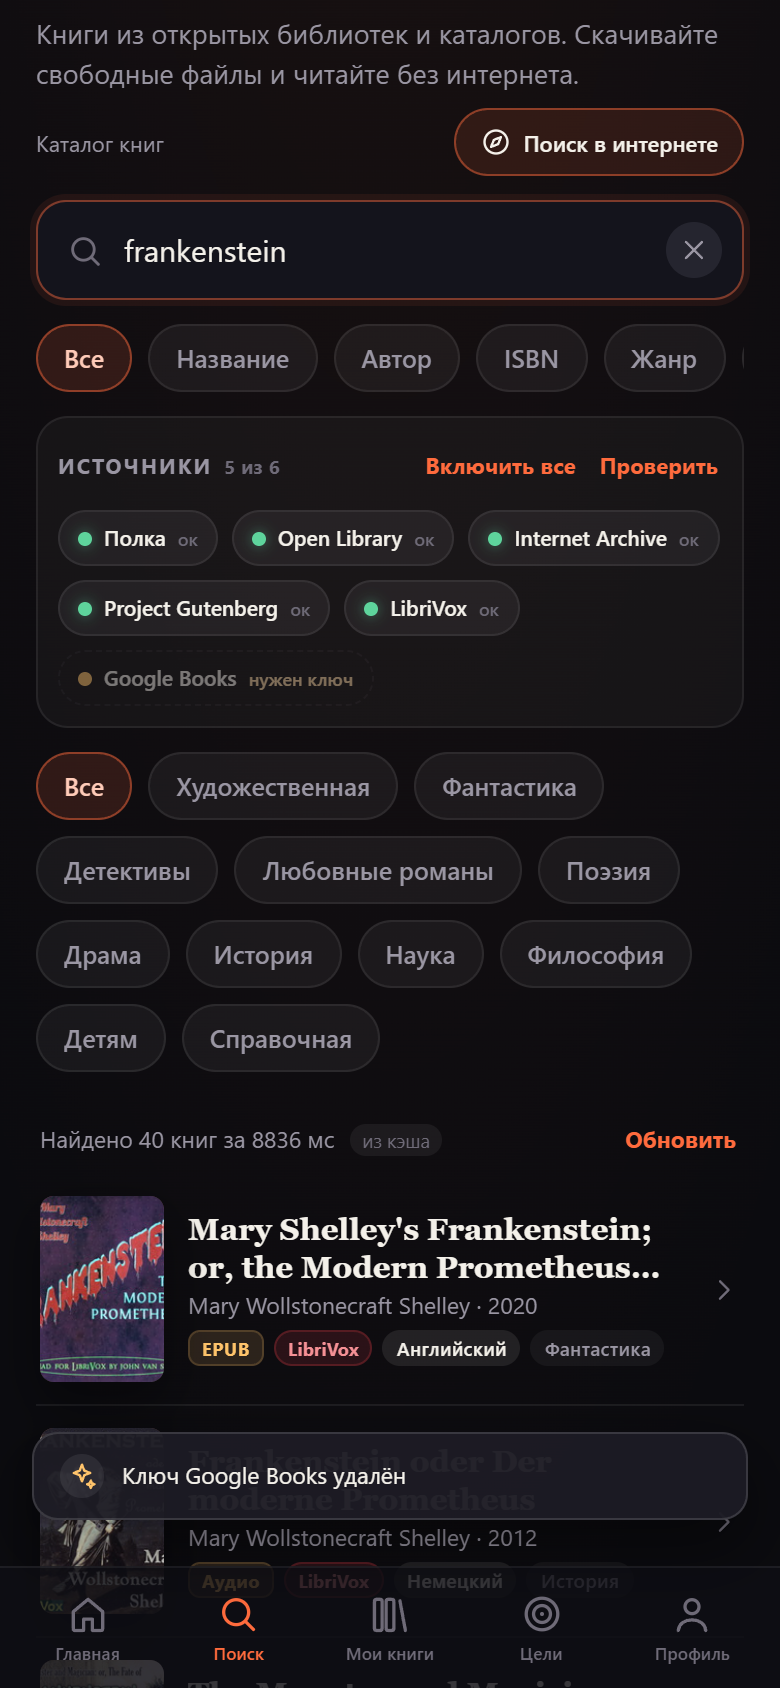 Книги из открытых библиотек и каталогов. Скачивайте
свободные файлы и читайте без интернета.
Каталог книг
Поиск в интернете
frankenstein
Все
Название
Автор
ISBN
Жанр
ИСТОЧНИКИ 5 из 6
Включить все
Проверить
Полка ок
Open Library ок
Internet Archive ок
Project Gutenberg ок
LibriVox ок
Google Books нужен ключ
Все
Художественная
Фантастика
Детективы
Любовные романы
Поэзия
Драма
История
Наука
Философия
Детям
Справочная
Найдено 40 книг за 8836 мс
из кэша
Обновить
Mary Shelley's Frankenstein;
or, the Modern Prometheus...
Mary Wollstonecraft Shelley · 2020
EPUB
LibriVox
Английский
Фантастика
Frankenstein oder Der
moderne Prometheus
Ключ Google Books удалён
Mary Wollstonecraft Shelley · 2012
Аудио
LibriVox
Немецкий
История
Главная
Поиск
Мои книги
Цели
Профиль